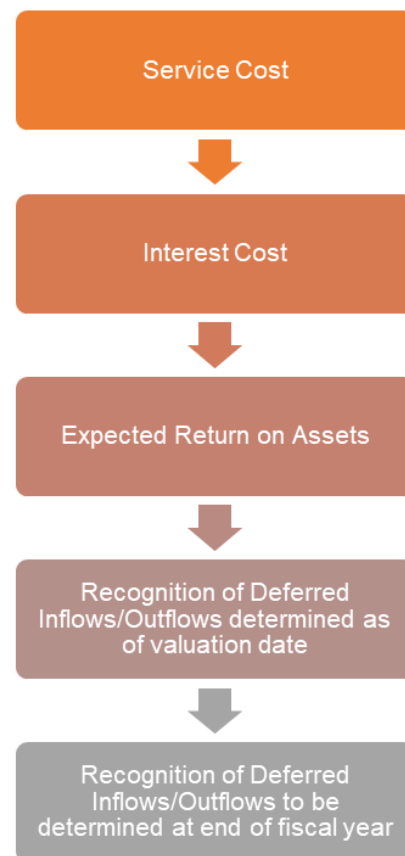 Service Cost
Interest Cost
Expected Return on Assets
Recognition of Deferred
Inflows/Outflows determined as
of valuation date
Recognition of Deferred
Inflows/Outflows to be
determined at end of fiscal year